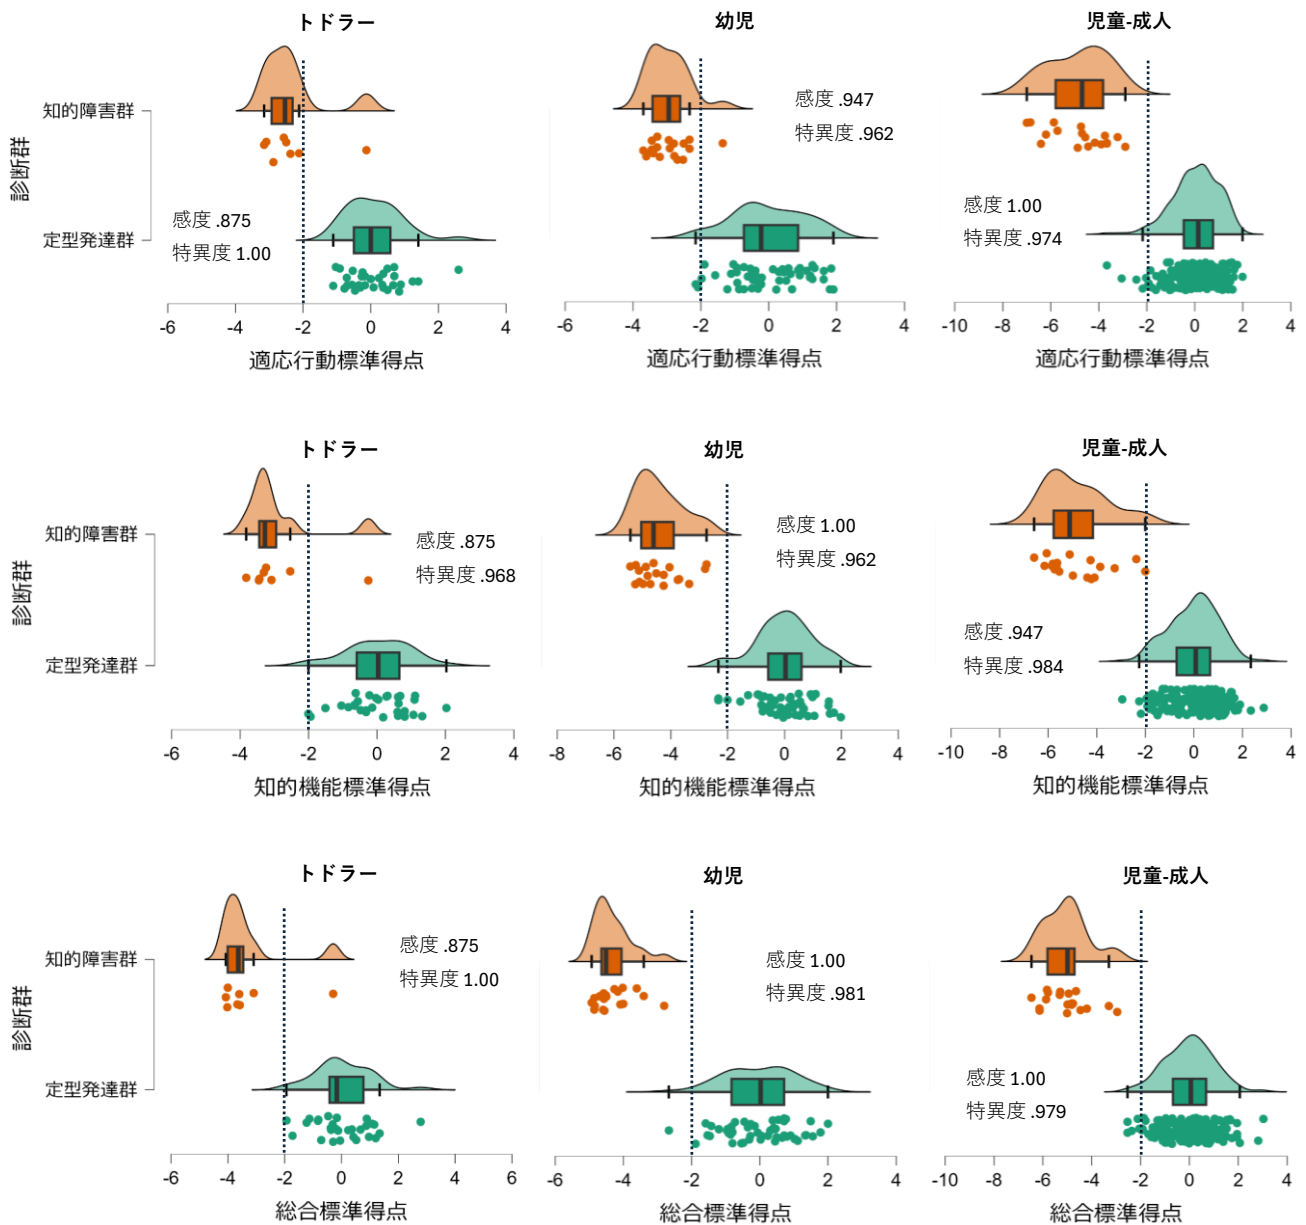 トドラー
幼児
児童-成人
診断群
知的障害群
定型発達群
感度 .875
特異度 1.00
感度 .947
特異度 .962
感度 1.00
特異度 .974
-6 -4 -2 0 2 4
-6 -4 -2 0 2 4
-10 -8 -6 -4 -2 0 2 4
適応行動標準得点
適応行動標準得点
適応行動標準得点
トドラー
幼児
児童-成人
診断群
知的障害群
定型発達群
感度 .875
特異度 .968
感度 1.00
特異度 .962
感度 .947
特異度 .984
-6 -4 -2 0 2 4
-8 -6 -4 -2 0 2 4
-10 -8 -6 -4 -2 0 2 4
知的機能標準得点
知的機能標準得点
知的機能標準得点
トドラー
幼児
児童-成人
診断群
知的障害群
定型発達群
感度 .875
特異度 1.00
感度 1.00
特異度 .981
感度 1.00
特異度 .979
-6 -4 -2 0 2 4 6
-6 -4 -2 0 2 4
-10 -8 -6 -4 -2 0 2 4
総合標準得点
総合標準得点
総合標準得点